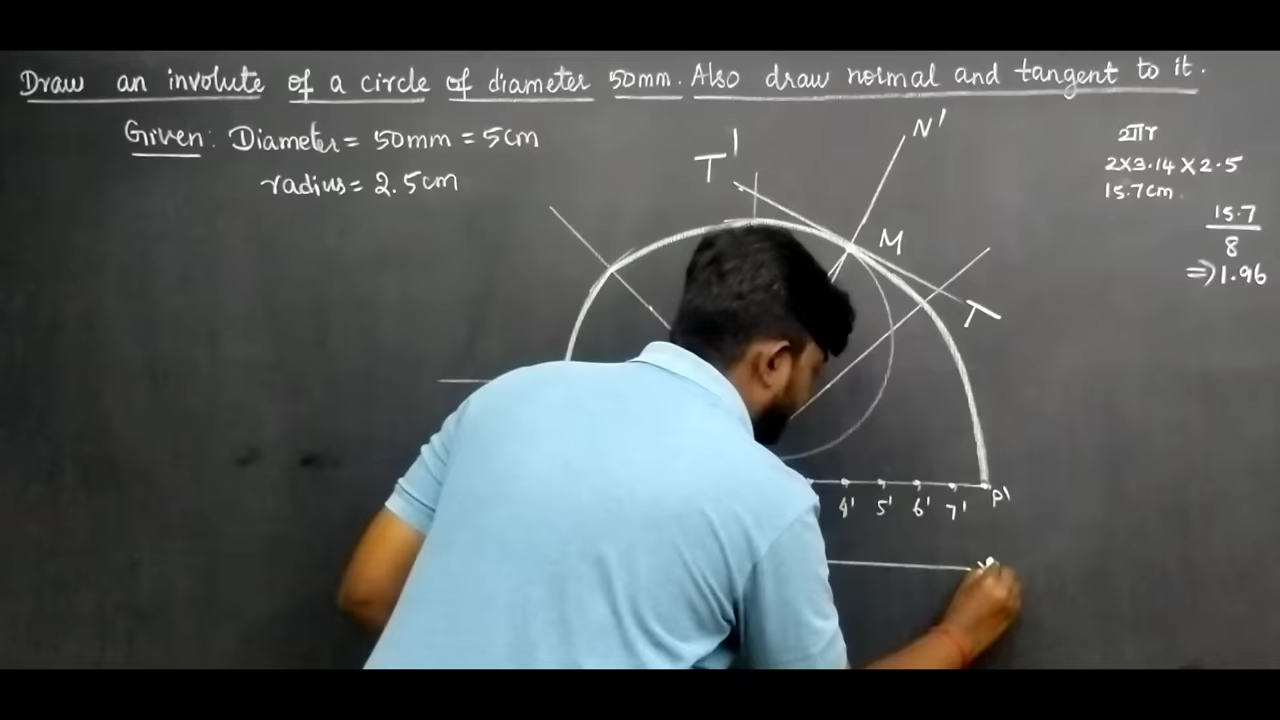 Draw an involute of a circle of diameter 50mm. Also draw normal and tangent to it.
Given: Diameter = 50mm = 5cm
radius = 2.5cm
2πr
2×3.14×2.5
15.7cm.
15.7
8
⇒1.96
N'
T'
M
T
4' 5' 6' 7' P'